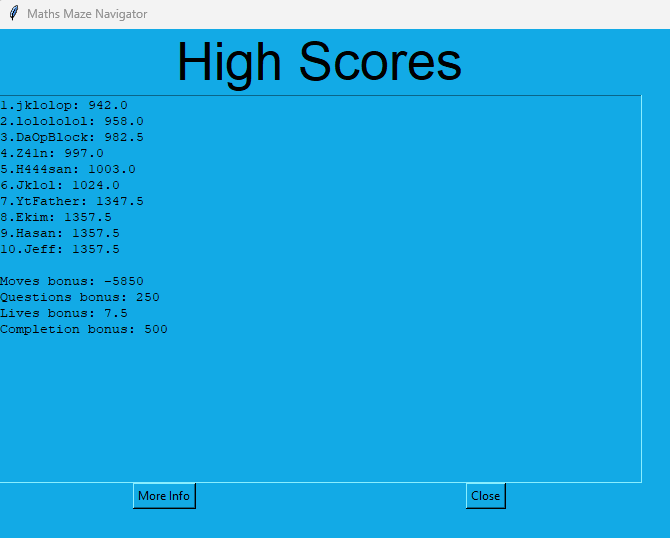 Maths Maze Navigator
High Scores
1.jklolop: 942.0
2.lolololol: 958.0
3.DaOpBlock: 982.5
4.Z41n: 997.0
5.H444san: 1003.0
6.Jklol: 1024.0
7.YtFather: 1347.5
8.Ekim: 1357.5
9.Hasan: 1357.5
10.Jeff: 1357.5
Moves bonus: -5850
Questions bonus: 250
Lives bonus: 7.5
Completion bonus: 500
More Info
Close